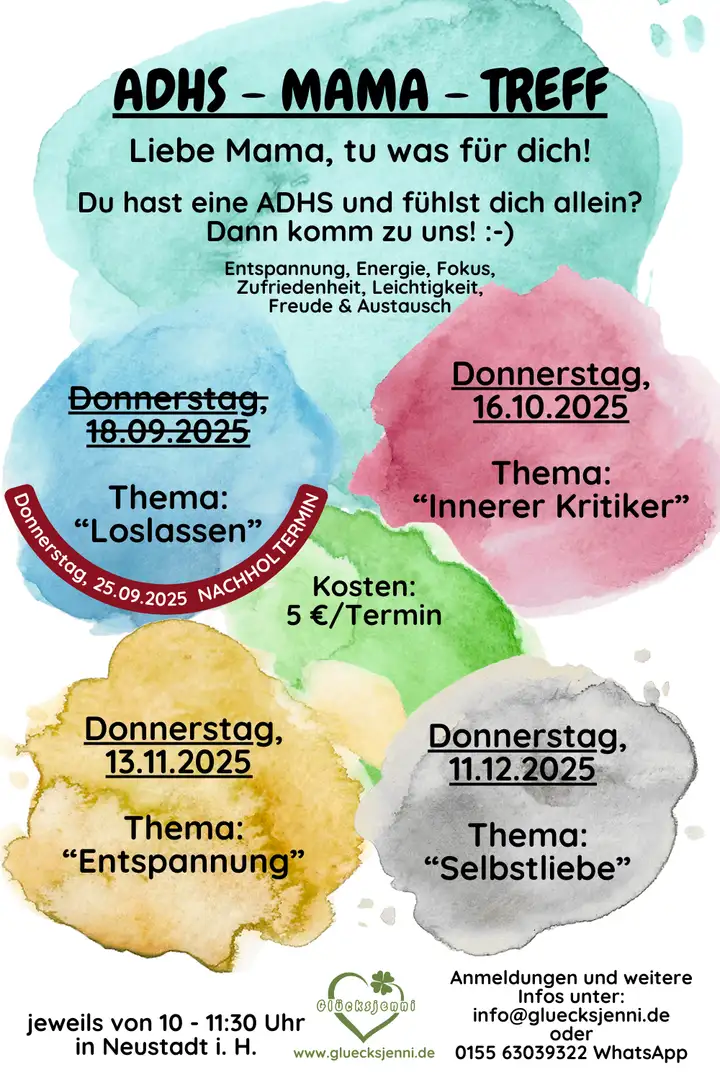 ADHS – MAMA – TREFF
Liebe Mama, tu was für dich!
Du hast eine ADHS und fühlst dich allein?
Dann komm zu uns! :-)
Entspannung, Energie, Fokus,
Zufriedenheit, Leichtigkeit,
Freude & Austausch
Donnerstag,
18.09.2025
Thema:
“Loslassen”
Donnerstag, 25.09.2025 NACHHOLTERMIN
Donnerstag,
16.10.2025
Thema:
“Innerer Kritiker”
Kosten:
5 €/Termin
Donnerstag,
13.11.2025
Thema:
“Entspannung”
Donnerstag,
11.12.2025
Thema:
“Selbstliebe”
jeweils von 10 - 11:30 Uhr
in Neustadt i. H.
Glücksjenni
www.gluecksjenni.de
Anmeldungen und weitere
Infos unter:
info@gluecksjenni.de
oder
0155 63039322 WhatsApp